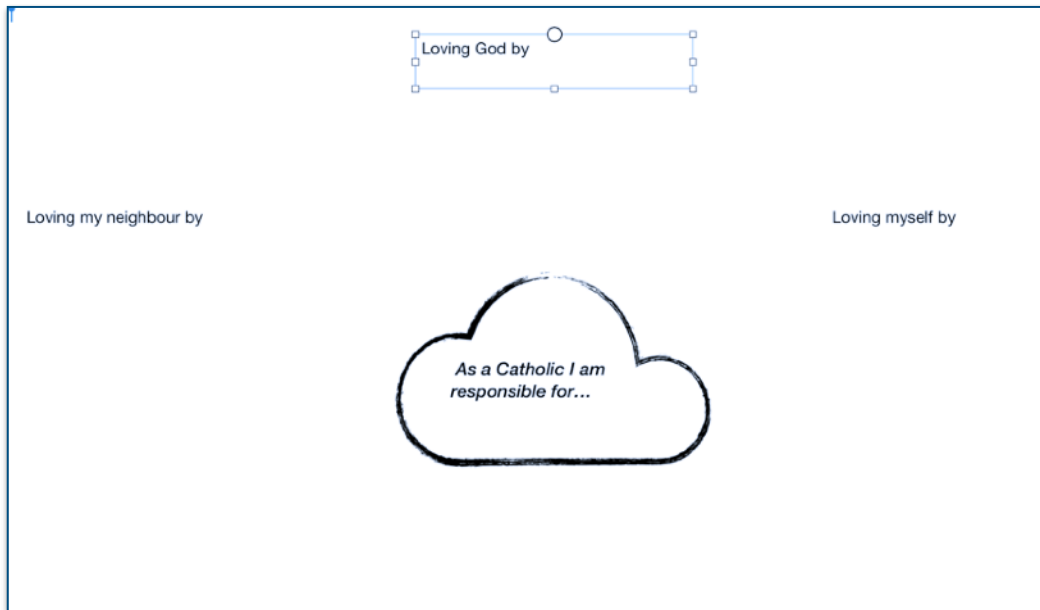 Loving God by
Loving my neighbour by
Loving myself by
As a Catholic I am
responsible for...